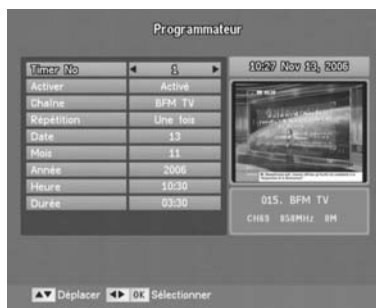 Programmateur
Timer No 1
Activer Activé
Chaîne BFM TV
Répétition Une fois
Date 13
Mois 11
Année 2006
Heure 10:30
Durée 03:30
10:27 Nov 13, 2006
015. BFM TV
CH69 858MHz 8M
Déplacer OK Sélectionner